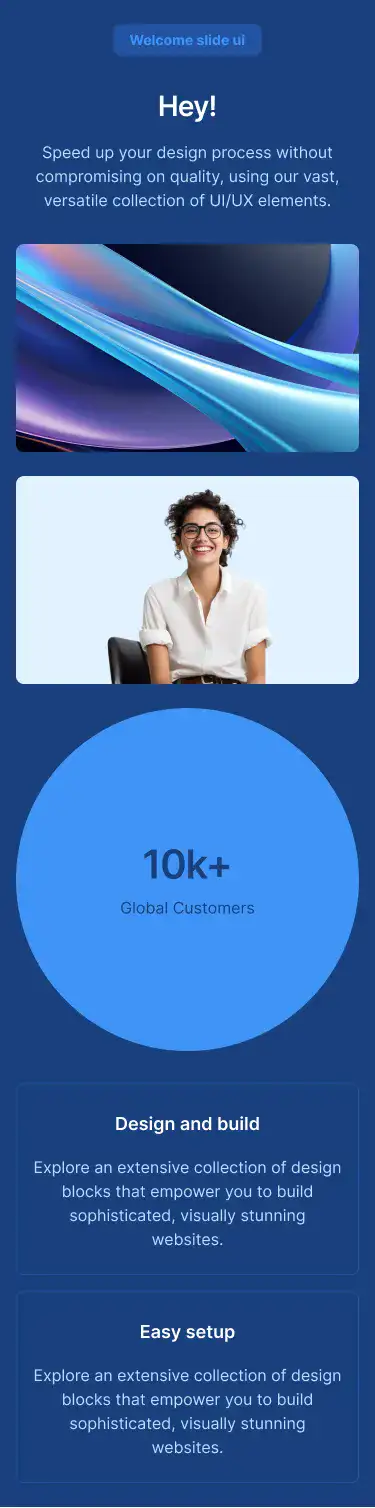 Welcome slide ui
Hey!
Speed up your design process without
compromising on quality, using our vast,
versatile collection of UI/UX elements.
10k+
Global Customers
Design and build
Explore an extensive collection of design
blocks that empower you to build
sophisticated, visually stunning
websites.
Easy setup
Explore an extensive collection of design
blocks that empower you to build
sophisticated, visually stunning
websites.